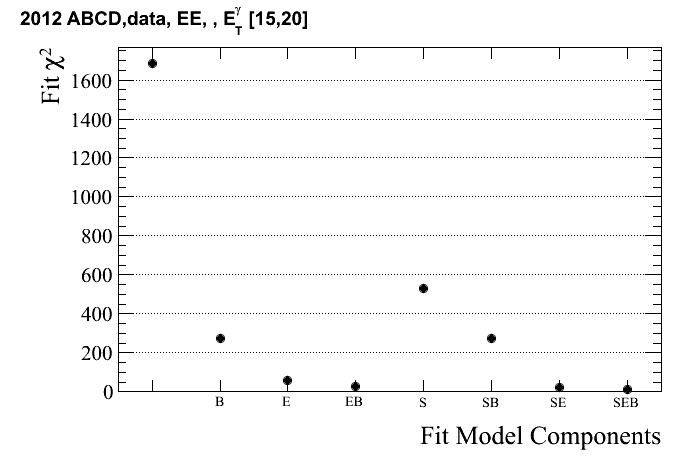 2012 ABCD,data, EE, , E_T^γ [15,20]
Fit χ²
1600
1400
1200
1000
800
600
400
200
0
B E EB S SB SE SEB
Fit Model Components